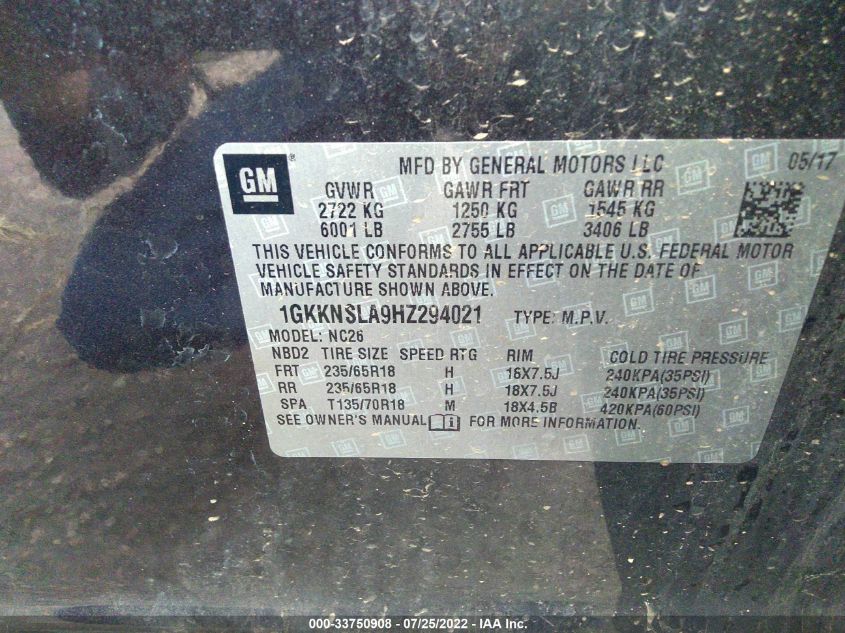 GM ® MFD BY GENERAL MOTORS LLC 05/17
GVWR GAWR FRT GAWR RR
2722 KG 1250 KG 1545 KG
6001 LB 2755 LB 3406 LB
THIS VEHICLE CONFORMS TO ALL APPLICABLE U.S. FEDERAL MOTOR
VEHICLE SAFETY STANDARDS IN EFFECT ON THE DATE OF
MANUFACTURE SHOWN ABOVE.
1GKKNSLA9HZ294021 TYPE: M.P.V.
MODEL: NC26
NBD2 TIRE SIZE SPEED RTG RIM COLD TIRE PRESSURE
FRT 235/65R18 H 18X7.5J 240KPA(35PSI)
RR 235/65R18 H 18X7.5J 240KPA(35PSI)
SPA T135/70R18 M 18X4.5B 420KPA(60PSI)
SEE OWNER'S MANUAL i FOR MORE INFORMATION.
000-33750908 - 07/25/2022 - IAA Inc.